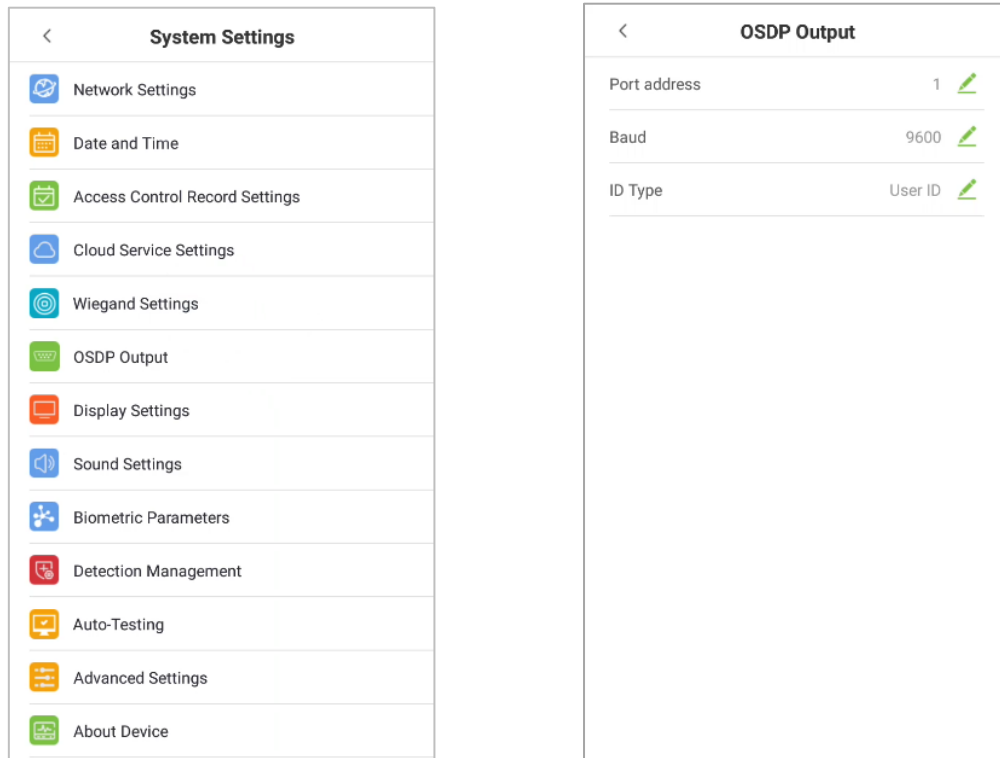 System Settings
Network Settings
Date and Time
Access Control Record Settings
Cloud Service Settings
Wiegand Settings
OSDP Output
Display Settings
Sound Settings
Biometric Parameters
Detection Management
Auto-Testing
Advanced Settings
About Device
OSDP Output
Port address 1
Baud 9600
ID Type User ID